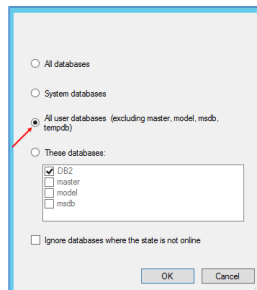 All databases
System databases
All user databases (excluding master, model, msdb,
tempdb)
These databases:
DB2
master
model
msdb
Ignore databases where the state is not online
OK Cancel